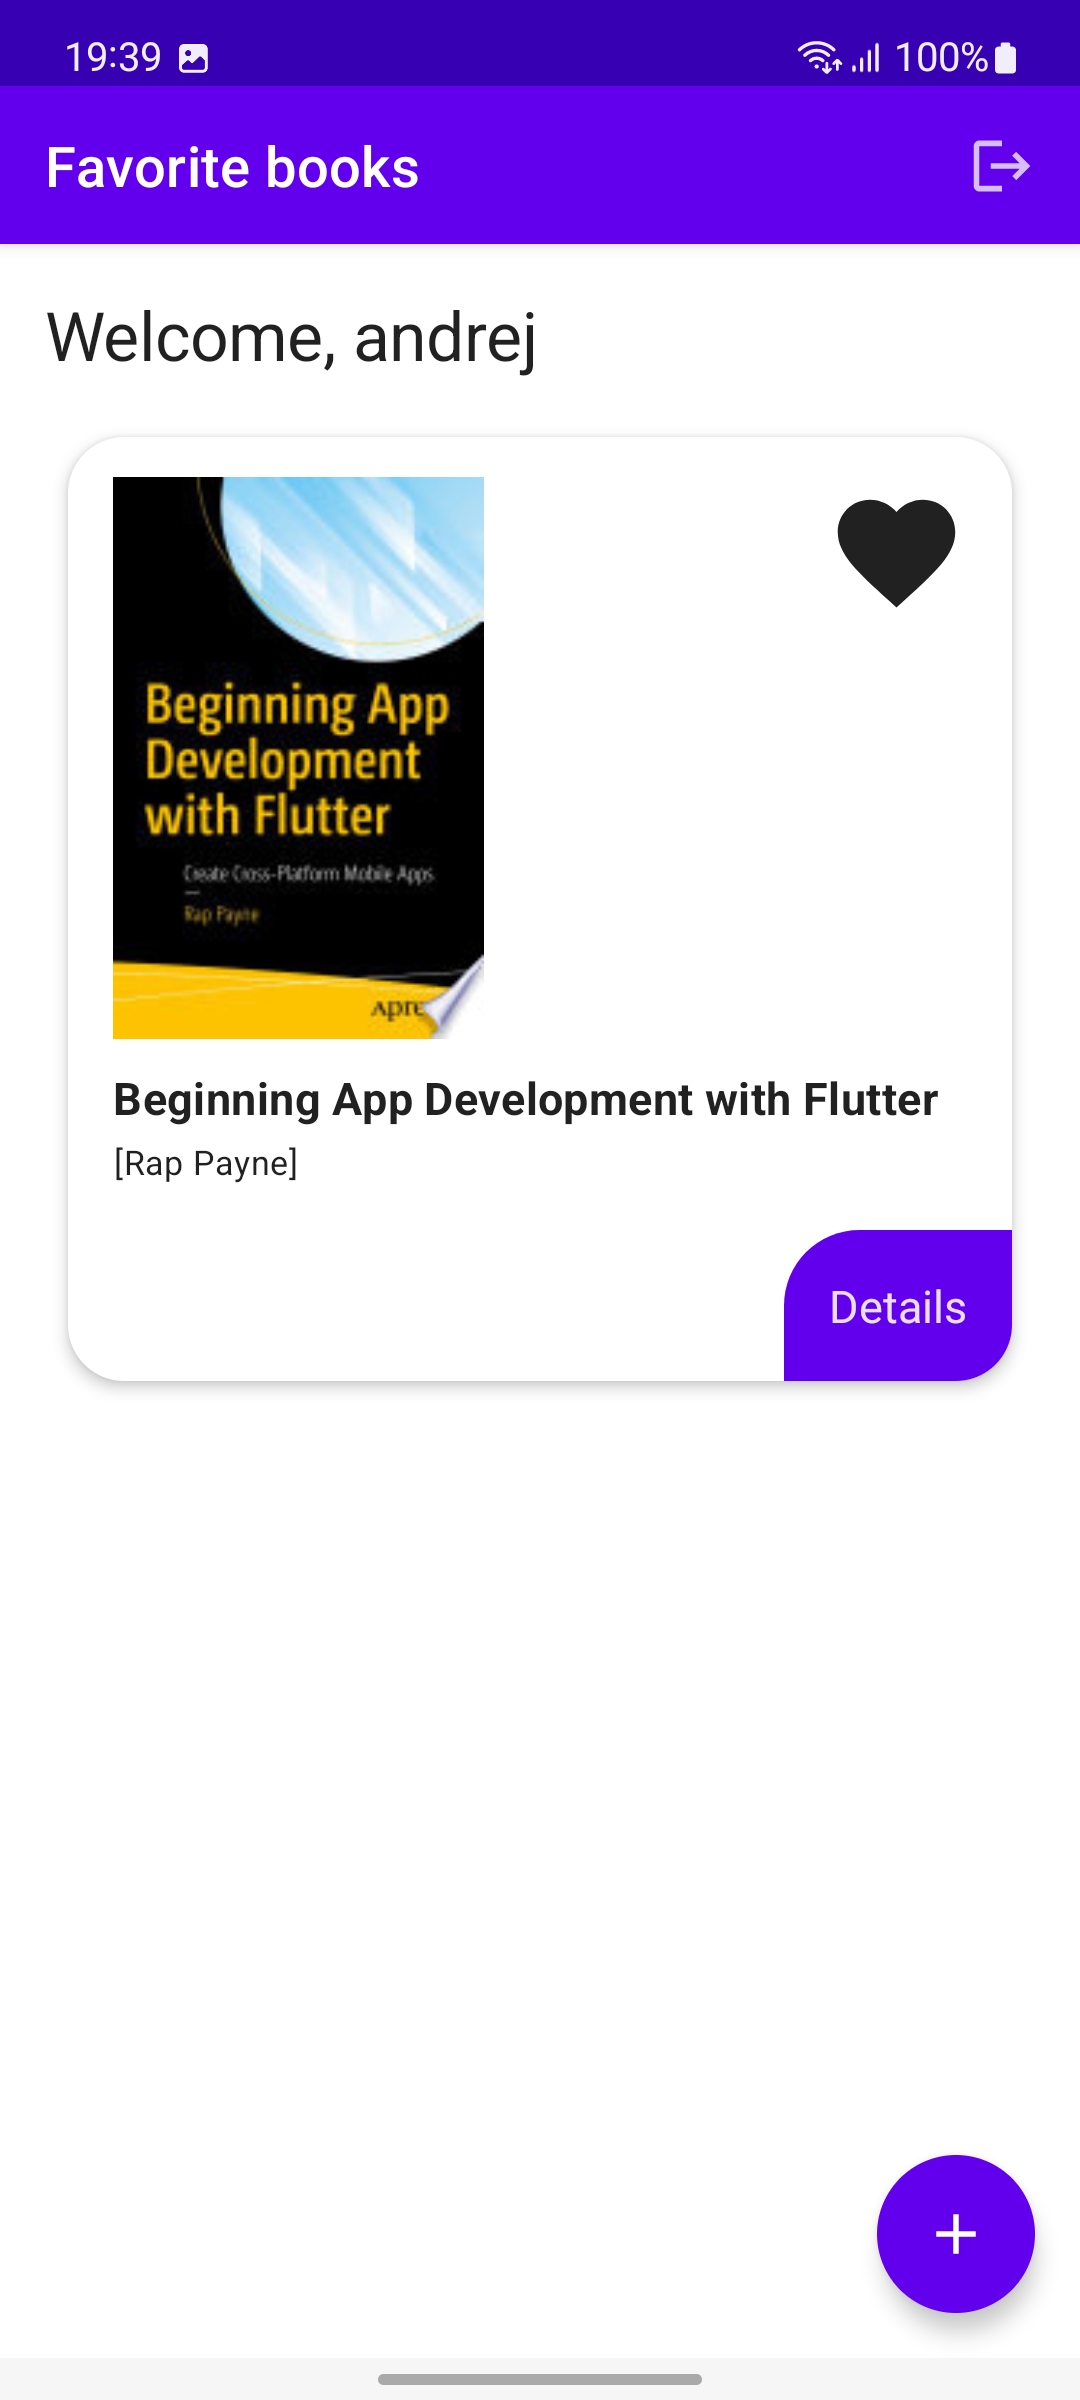 19:39 100%
Favorite books
Welcome, andrej
Beginning App
Development
with Flutter
Create Cross-Platform Mobile Apps
Rap Payne
Beginning App Development with Flutter
[Rap Payne]
Details